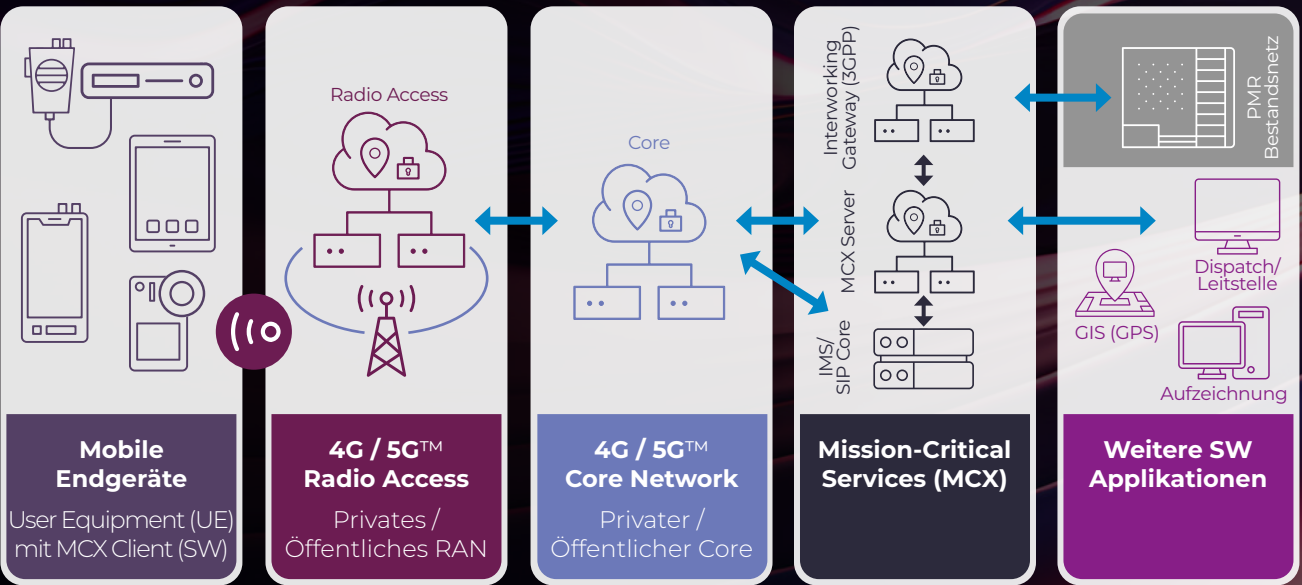 Radio Access
Core
Interworking
Gateway (3GPP)
MCX Server
IMS/
SIP Core
PMR
Bestandsnetz
Dispatch/
Leitstelle
GIS (GPS)
Aufzeichnung
Mobile
Endgeräte
User Equipment (UE)
mit MCX Client (SW)
4G / 5G™
Radio Access
Privates /
Öffentliches RAN
4G / 5G™
Core Network
Privater /
Öffentlicher Core
Mission-Critical
Services (MCX)
Weitere SW
Applikationen